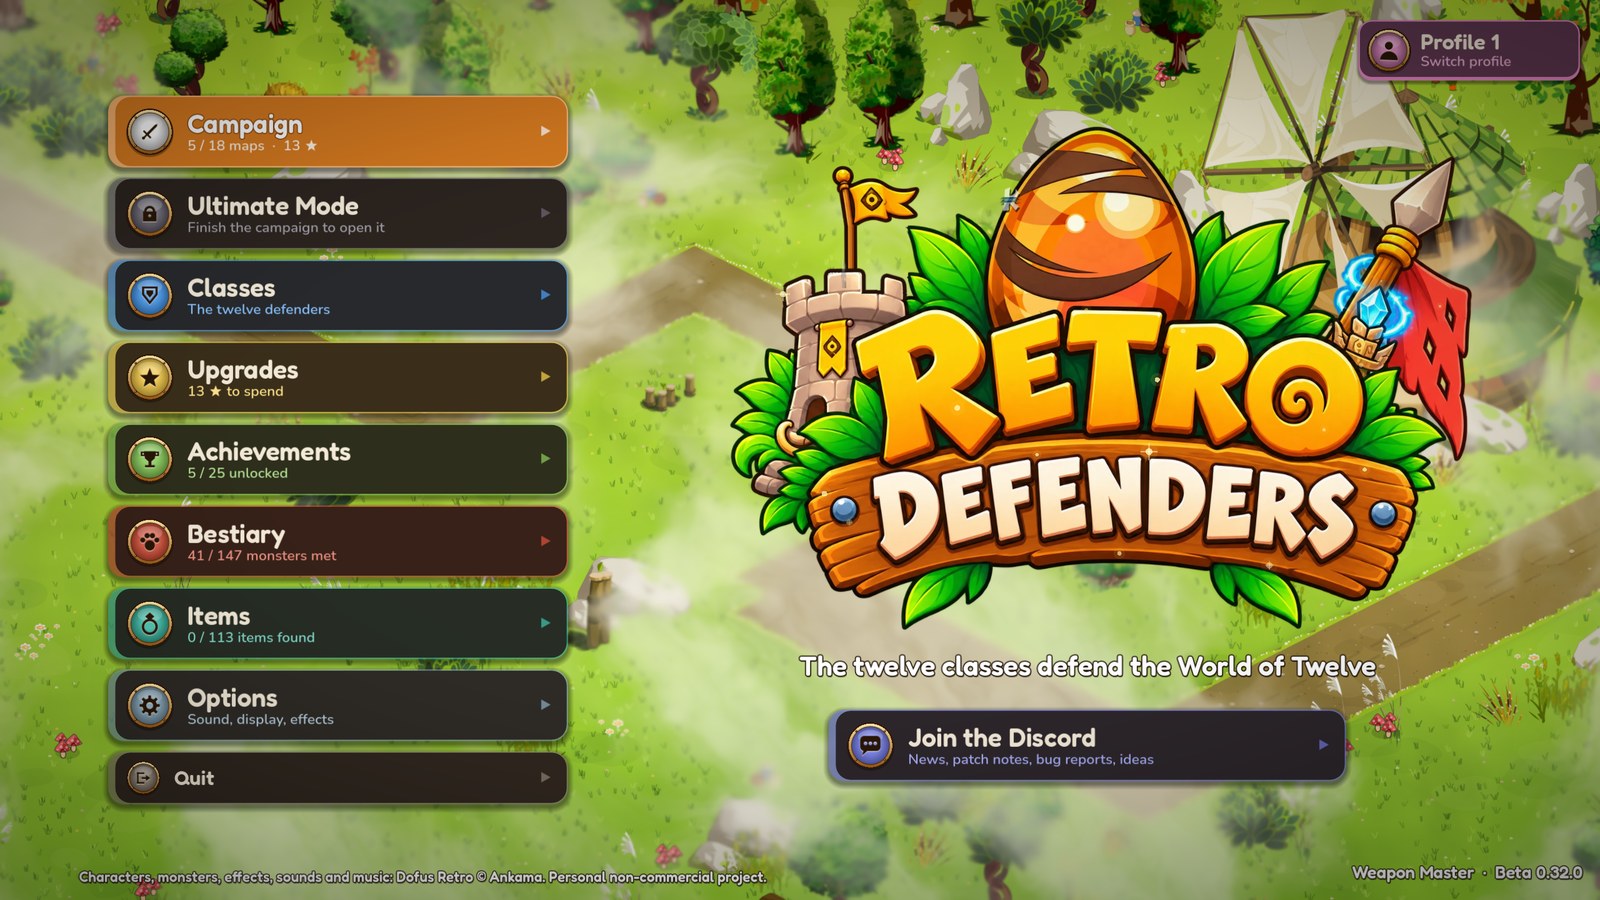 Profile 1
Switch profile
Campaign
5 / 18 maps · 13 ★
Ultimate Mode
Finish the campaign to open it
Classes
The twelve defenders
Upgrades
13 ★ to spend
Achievements
5 / 25 unlocked
Bestiary
41 / 147 monsters met
Items
0 / 113 items found
Options
Sound, display, effects
Quit
RETRO
DEFENDERS
The twelve classes defend the World of Twelve
Join the Discord
News, patch notes, bug reports, ideas
Characters, monsters, effects, sounds and music: Dofus Retro © Ankama. Personal non-commercial project.
Weapon Master · Beta 0.32.0